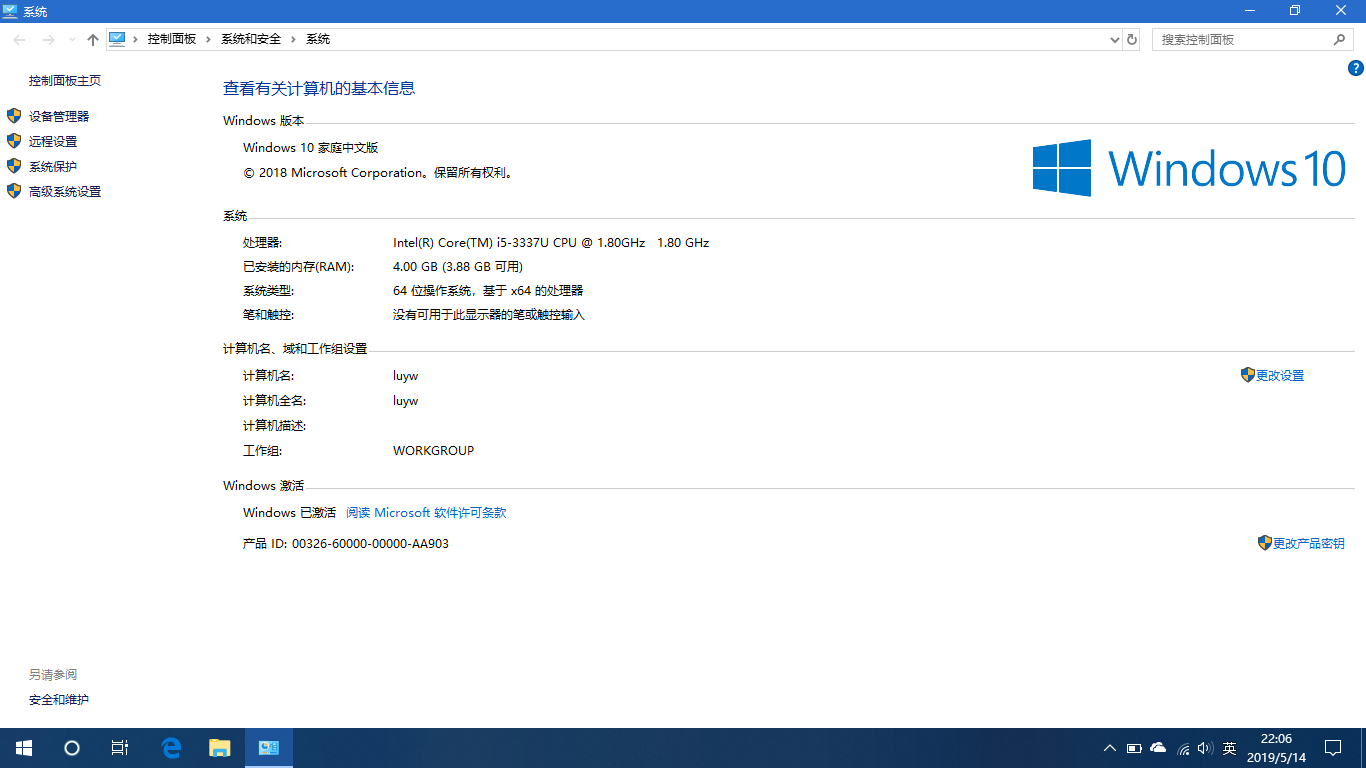 系统
控制面板 系统和安全 系统
搜索控制面板
控制面板主页
设备管理器
远程设置
系统保护
高级系统设置
查看有关计算机的基本信息
Windows 版本
Windows 10 家庭中文版
© 2018 Microsoft Corporation。保留所有权利。
Windows 10
系统
处理器: Intel(R) Core(TM) i5-3337U CPU @ 1.80GHz 1.80 GHz
已安装的内存(RAM): 4.00 GB (3.88 GB 可用)
系统类型: 64 位操作系统，基于 x64 的处理器
笔和触控: 没有可用于此显示器的笔或触控输入
计算机名、域和工作组设置
计算机名: luyw 更改设置
计算机全名: luyw
计算机描述:
工作组: WORKGROUP
Windows 激活
Windows 已激活 阅读 Microsoft 软件许可条款
产品 ID: 00326-60000-00000-AA903 更改产品密钥
另请参阅
安全和维护
英
22:06
2019/5/14